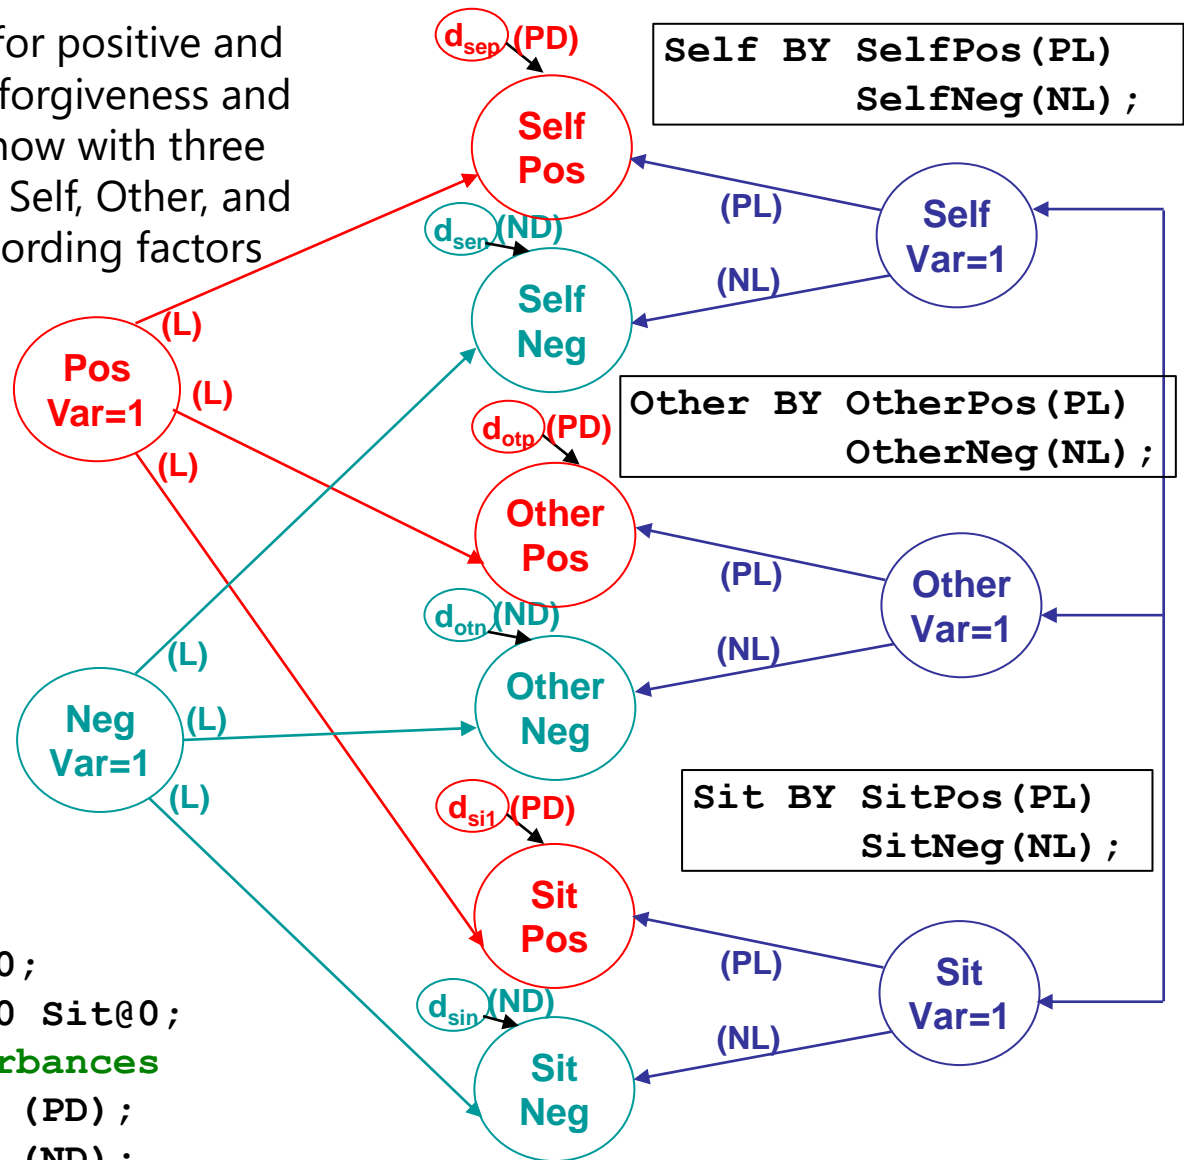 for positive and
forgiveness and
now with three
Self, Other, and
ording factors
d_sep (PD)
Self BY SelfPos(PL)
SelfNeg(NL);
Self
Pos
(PL)
Self
Var=1
d_sen (ND)
(NL)
Self
Neg
(L)
Pos
Var=1
(L)
(L)
Other BY OtherPos(PL)
OtherNeg(NL);
d_otp (PD)
Other
Pos
(PL)
Other
Var=1
d_otn (ND)
(NL)
Other
Neg
(L)
Neg
Var=1
(L)
(L)
Sit BY SitPos(PL)
SitNeg(NL);
d_si1 (PD)
Sit
Pos
(PL)
Sit
Var=1
d_sin (ND)
(NL)
Sit
Neg
0;
0 Sit@0;
rbances
(PD);
(ND);